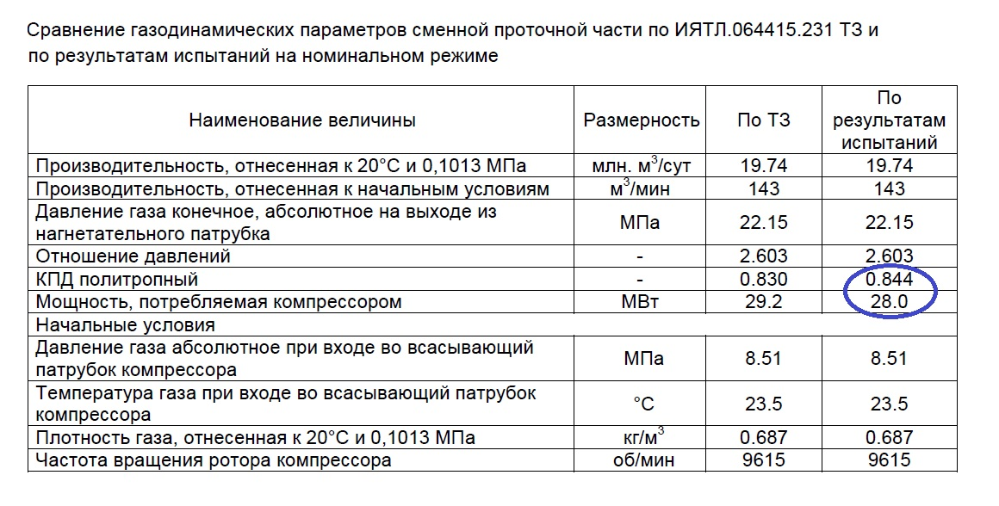 Сравнение газодинамических параметров сменной проточной части по ИЯТЛ.064415.231 ТЗ и
по результатам испытаний на номинальном режиме
Наименование величины Размерность По ТЗ По
результатам
испытаний
Производительность, отнесенная к 20°С и 0,1013 МПа млн. м³/сут 19.74 19.74
Производительность, отнесенная к начальным условиям м³/мин 143 143
Давление газа конечное, абсолютное на выходе из
нагнетательного патрубка МПа 22.15 22.15
Отношение давлений - 2.603 2.603
КПД политропный - 0.830 0.844
Мощность, потребляемая компрессором МВт 29.2 28.0
Начальные условия
Давление газа абсолютное при входе во всасывающий
патрубок компрессора МПа 8.51 8.51
Температура газа при входе во всасывающий патрубок
компрессора °С 23.5 23.5
Плотность газа, отнесенная к 20°С и 0,1013 МПа кг/м³ 0.687 0.687
Частота вращения ротора компрессора об/мин 9615 9615